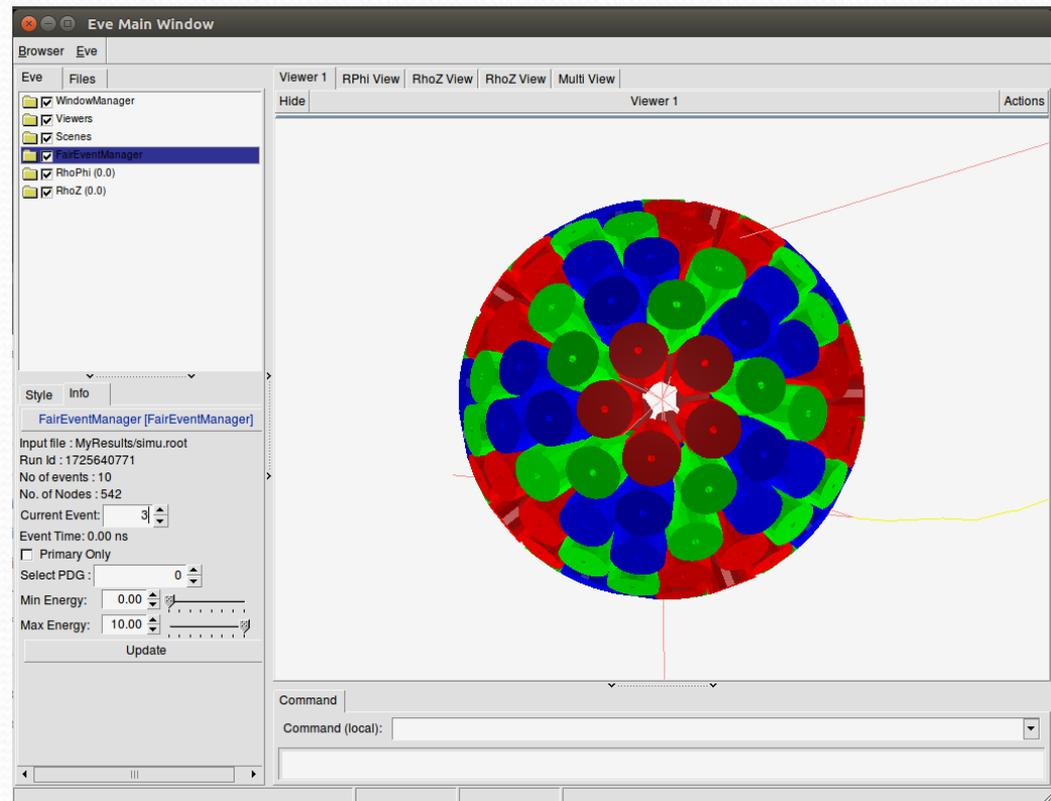 Eve Main Window
Browser Eve
Eve Files
WindowManager
Viewers
Scenes
FairEventManager
RhoPhi (0.0)
RhoZ (0.0)
Style Info
FairEventManager [FairEventManager]
Input file : MyResults/simu.root
Run Id : 1725640771
No of events : 10
No. of Nodes : 542
Current Event: 3
Event Time: 0.00 ns
Primary Only
Select PDG : 0
Min Energy: 0.00
Max Energy: 10.00
Update
Viewer 1 RPhi View RhoZ View RhoZ View Multi View
Hide Viewer 1 Actions
Command
Command (local):